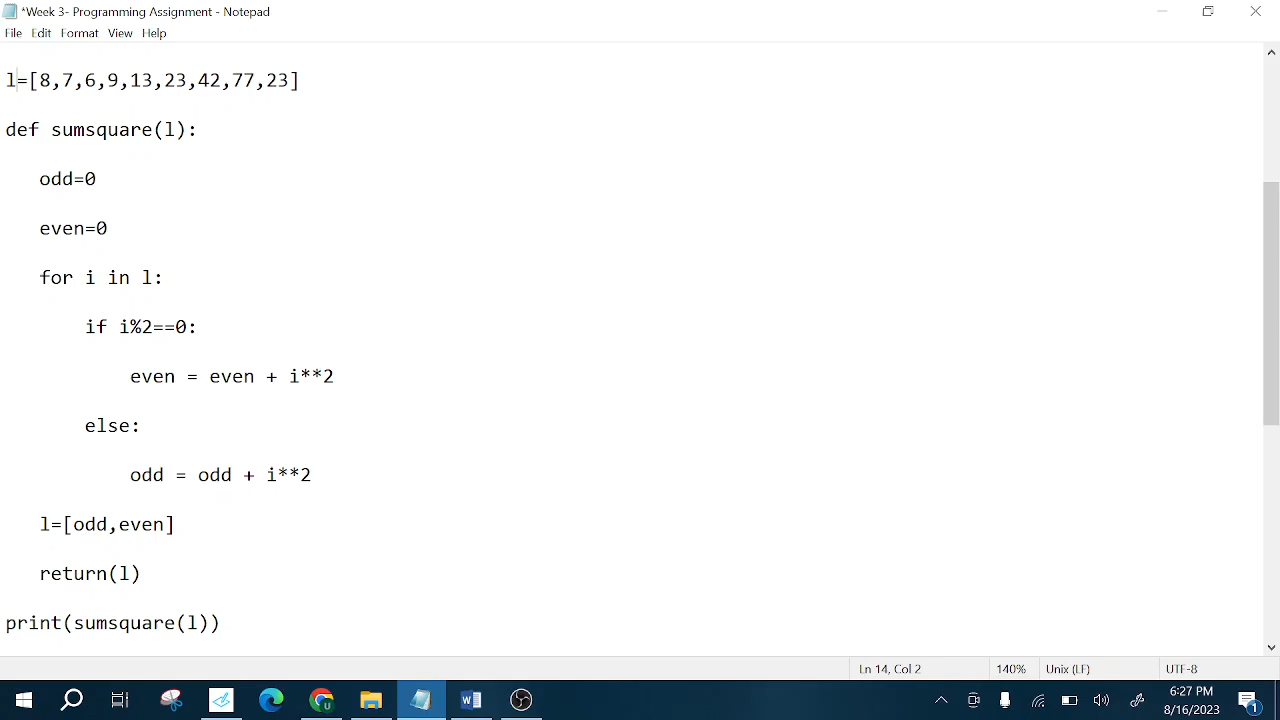 *Week 3- Programming Assignment - Notepad
File Edit Format View Help
l=[8,7,6,9,13,23,42,77,23]
def sumsquare(l):
   odd=0
   even=0
   for i in l:
       if i%2==0:
           even = even + i**2
       else:
           odd = odd + i**2
   l=[odd,even]
   return(l)
print(sumsquare(l))
Ln 14, Col 2 140% Unix (LF) UTF-8
6:27 PM
8/16/2023
1